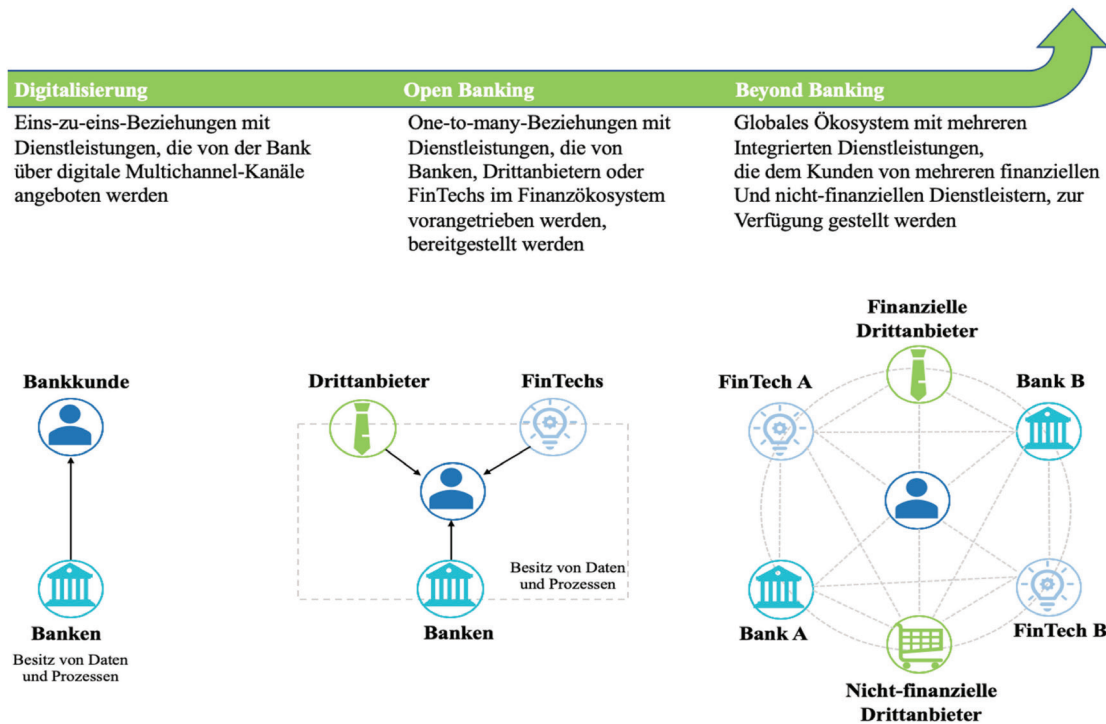 Digitalisierung
Eins-zu-eins-Beziehungen mit
Dienstleistungen, die von der Bank
über digitale Multichannel-Kanäle
angeboten werden
Open Banking
One-to-many-Beziehungen mit
Dienstleistungen, die von
Banken, Drittanbietern oder
FinTechs im Finanzökosystem
vorangetrieben werden,
bereitgestellt werden
Beyond Banking
Globales Ökosystem mit mehreren
Integrierten Dienstleistungen,
die dem Kunden von mehreren finanziellen
Und nicht-finanziellen Dienstleistern, zur
Verfügung gestellt werden
Bankkunde
Banken
Besitz von Daten
und Prozessen
Drittanbieter
FinTechs
Besitz von Daten
und Prozessen
Banken
Finanzielle
Drittanbieter
FinTech A
Bank B
Bank A
FinTech B
Nicht-finanzielle
Drittanbieter